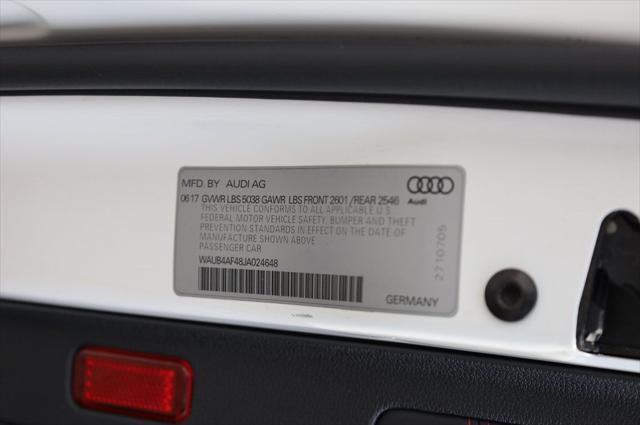 MFD. BY AUDI AG
06 17 GVWR LBS 5038 GAWR LBS FRONT 2601 /REAR 2546
Audi
THIS VEHICLE CONFORMS TO ALL APPLICABLE U.S
FEDERAL MOTOR VEHICLE SAFETY, BUMPER AND THEFT
PREVENTION STANDARDS IN EFFECT ON THE DATE OF
MANUFACTURE SHOWN ABOVE
PASSENGER CAR
WAUB4AF48JA024648
GERMANY
2710705